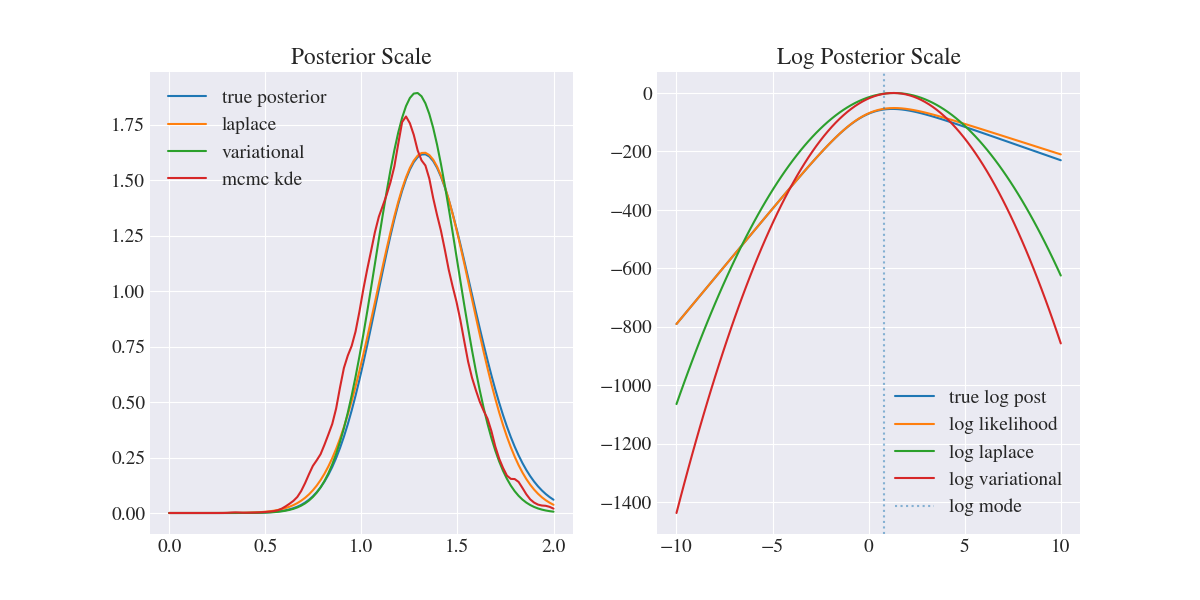 Posterior Scale
true posterior
laplace
variational
mcmc kde
1.75
1.50
1.25
1.00
0.75
0.50
0.25
0.00
0.0 0.5 1.0 1.5 2.0
Log Posterior Scale
0
−200
−400
−600
−800
−1000
−1200
−1400
true log post
log likelihood
log laplace
log variational
log mode
−10 −5 0 5 10